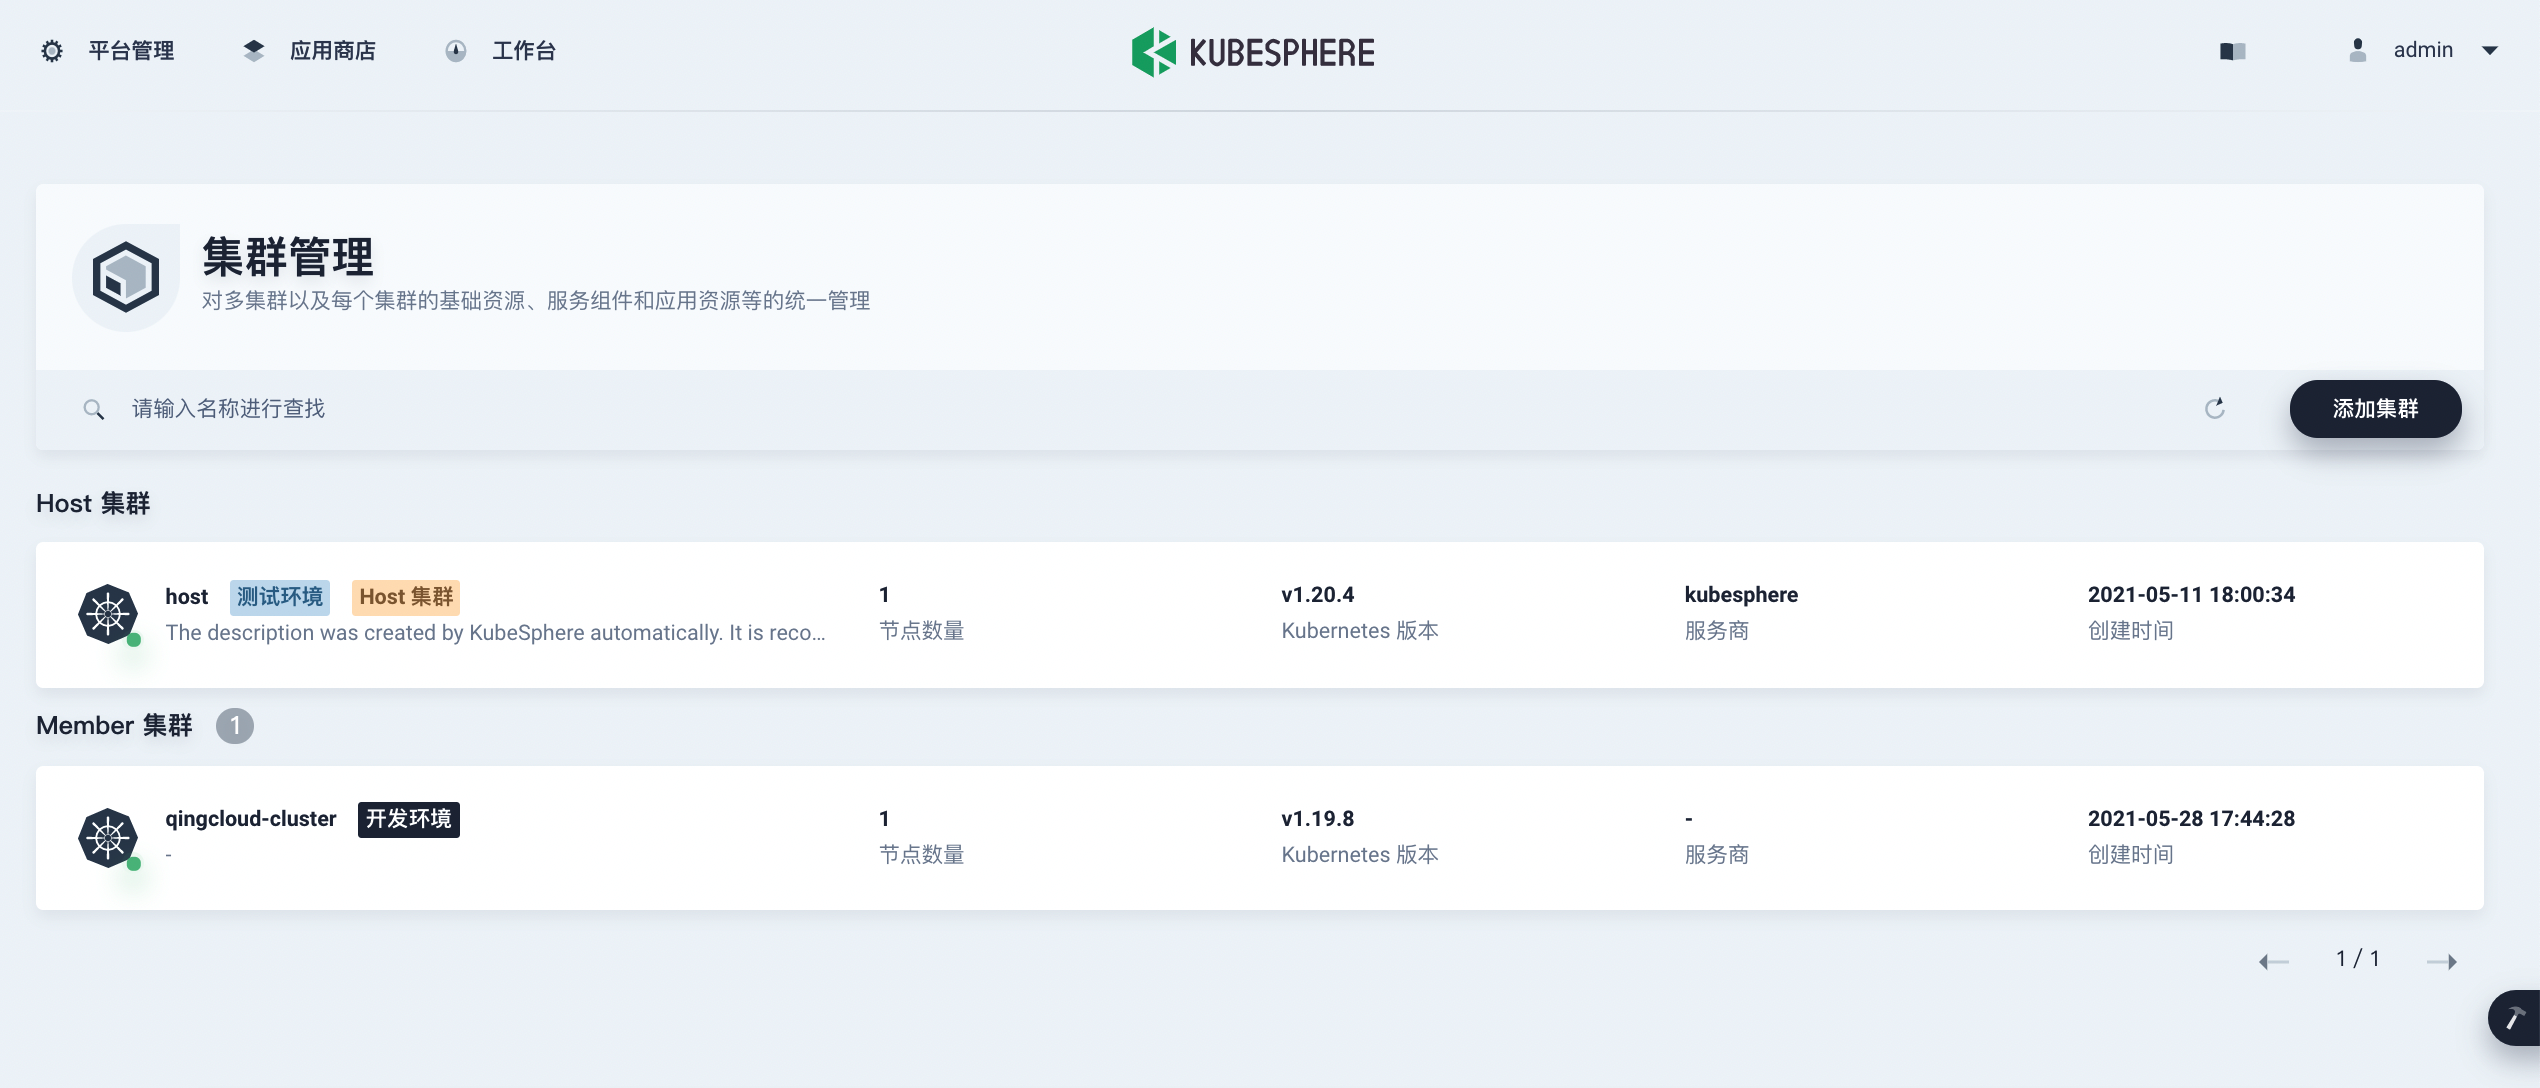 平台管理 应用商店 工作台 KUBESPHERE admin
集群管理
对多集群以及每个集群的基础资源、服务组件和应用资源等的统一管理
请输入名称进行查找 添加集群
Host 集群
host 测试环境 Host 集群 1 v1.20.4 kubesphere 2021-05-11 18:00:34
The description was created by KubeSphere automatically. It is reco... 节点数量 Kubernetes 版本 服务商 创建时间
Member 集群 1
qingcloud-cluster 开发环境 1 v1.19.8 - 2021-05-28 17:44:28
- 节点数量 Kubernetes 版本 服务商 创建时间
1 / 1